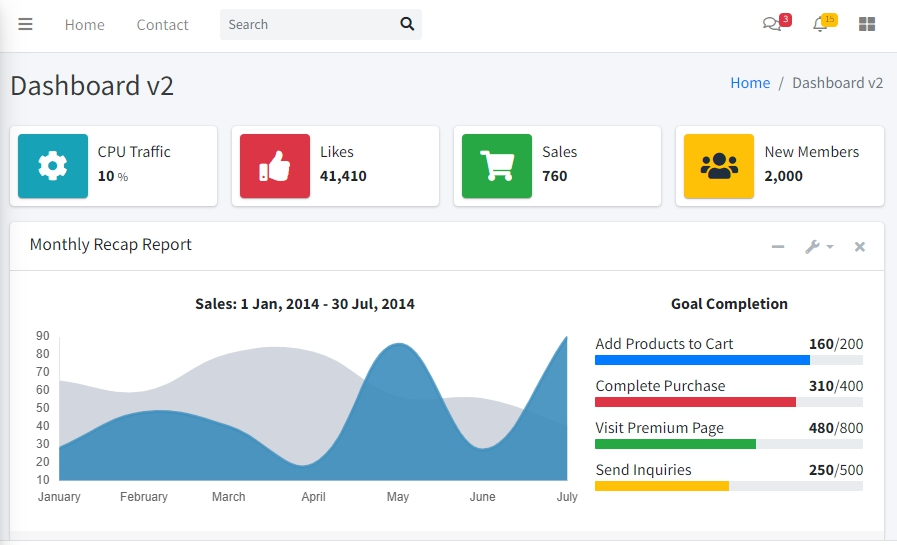 Home Contact Search 3 15
Dashboard v2 Home / Dashboard v2
CPU Traffic Likes Sales New Members
10 % 41,410 760 2,000
Monthly Recap Report
Sales: 1 Jan, 2014 - 30 Jul, 2014
90
80
70
60
50
40
30
20
10
January February March April May June July
Goal Completion
Add Products to Cart 160/200
Complete Purchase 310/400
Visit Premium Page 480/800
Send Inquiries 250/500